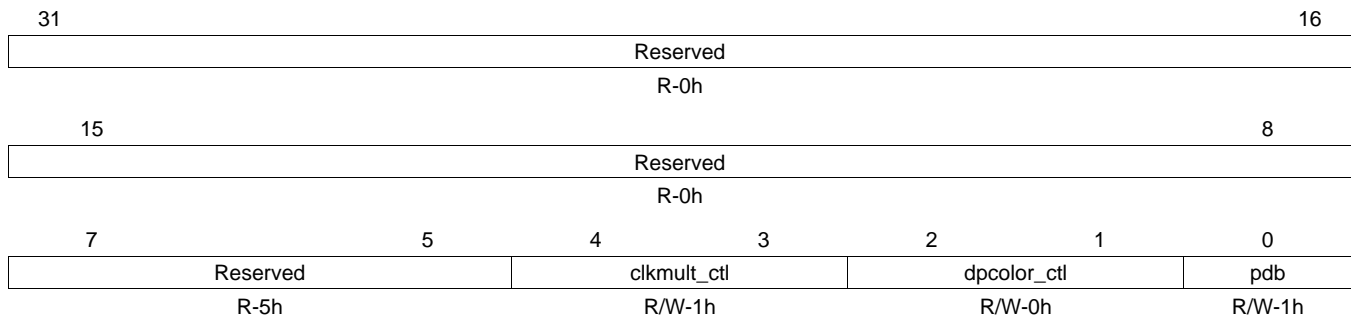 31 16
Reserved
R-0h
15 8
Reserved
R-0h
7 5 4 3 2 1 0
Reserved clkmult_ctl dpcolor_ctl pdb
R-5h R/W-1h R/W-0h R/W-1h